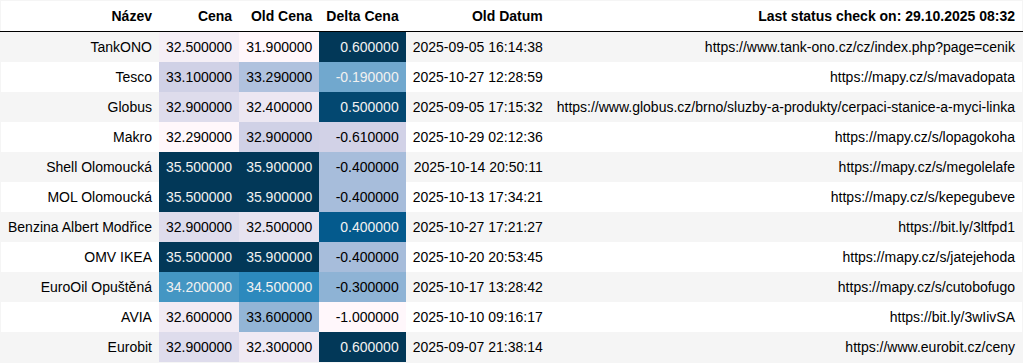 Název Cena Old Cena Delta Cena Old Datum Last status check on: 29.10.2025 08:32
TankONO 32.500000 31.900000 0.600000 2025-09-05 16:14:38 https://www.tank-ono.cz/cz/index.php?page=cenik
Tesco 33.100000 33.290000 -0.190000 2025-10-27 12:28:59 https://mapy.cz/s/mavadopata
Globus 32.900000 32.400000 0.500000 2025-09-05 17:15:32 https://www.globus.cz/brno/sluzby-a-produkty/cerpaci-stanice-a-myci-linka
Makro 32.290000 32.900000 -0.610000 2025-10-29 02:12:36 https://mapy.cz/s/lopagokoha
Shell Olomoucká 35.500000 35.900000 -0.400000 2025-10-14 20:50:11 https://mapy.cz/s/megolelafe
MOL Olomoucká 35.500000 35.900000 -0.400000 2025-10-13 17:34:21 https://mapy.cz/s/kepegubeve
Benzina Albert Modřice 32.900000 32.500000 0.400000 2025-10-27 17:21:27 https://bit.ly/3ltfpd1
OMV IKEA 35.500000 35.900000 -0.400000 2025-10-20 20:53:45 https://mapy.cz/s/jatejehoda
EuroOil Opuštěná 34.200000 34.500000 -0.300000 2025-10-17 13:28:42 https://mapy.cz/s/cutobofugo
AVIA 32.600000 33.600000 -1.000000 2025-10-10 09:16:17 https://bit.ly/3wIivSA
Eurobit 32.900000 32.300000 0.600000 2025-09-07 21:38:14 https://www.eurobit.cz/ceny